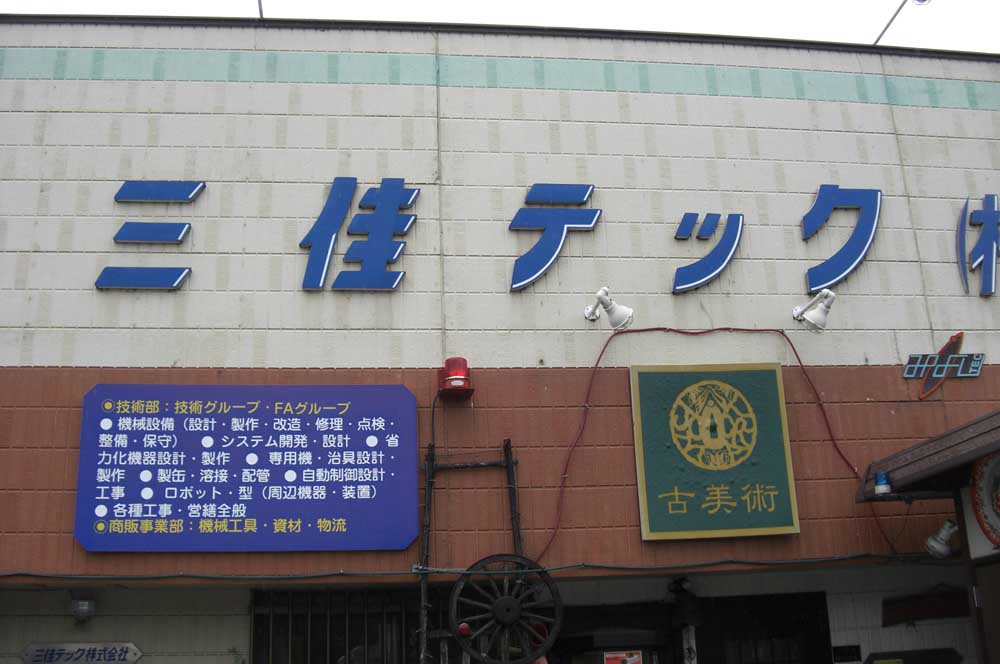 三佳テック(株
●技術部：技術グループ・FAグループ
●機械設備（設計・製作・改造・修理・点検・
整備・保守） ●システム開発・設計 ●省
力化機器設計・製作 ●専用機・治具設計・
製作 ●製缶・溶接・配管 ●自動制御設計・
工事 ●ロボット・型（周辺機器・装置）
●各種工事・営繕全般
●商販事業部：機械工具・資材・物流
古美術
三佳テック株式会社